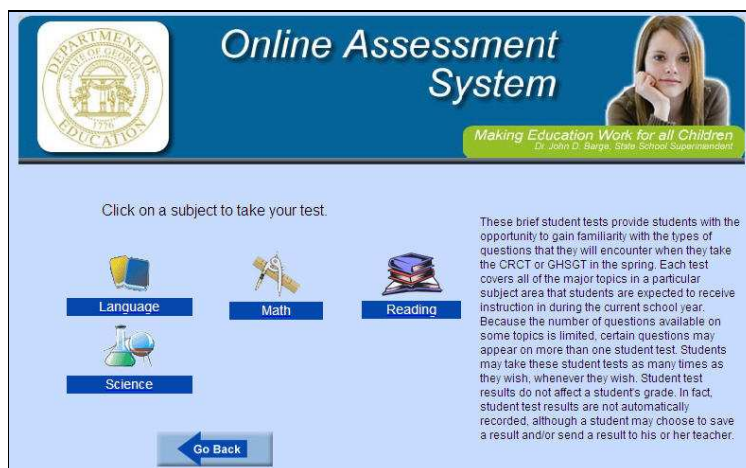 DEPARTMENT OF
STATE OF GEORGIA
1776
EDUCATION
Online Assessment
System
Making Education Work for all Children
Dr. John D. Barge, State School Superintendent
Click on a subject to take your test.
Language
Math
Reading
Science
Go Back
These brief student tests provide students with the
opportunity to gain familiarity with the types of
questions that they will encounter when they take
the CRCT or GHSGT in the spring. Each test
covers all of the major topics in a particular
subject area that students are expected to receive
instruction in during the current school year.
Because the number of questions available on
some topics is limited, certain questions may
appear on more than one student test. Students
may take these student tests as many times as
they wish, whenever they wish. Student test
results do not affect a student's grade. In fact,
student test results are not automatically
recorded, although a student may choose to save
a result and/or send a result to his or her teacher.